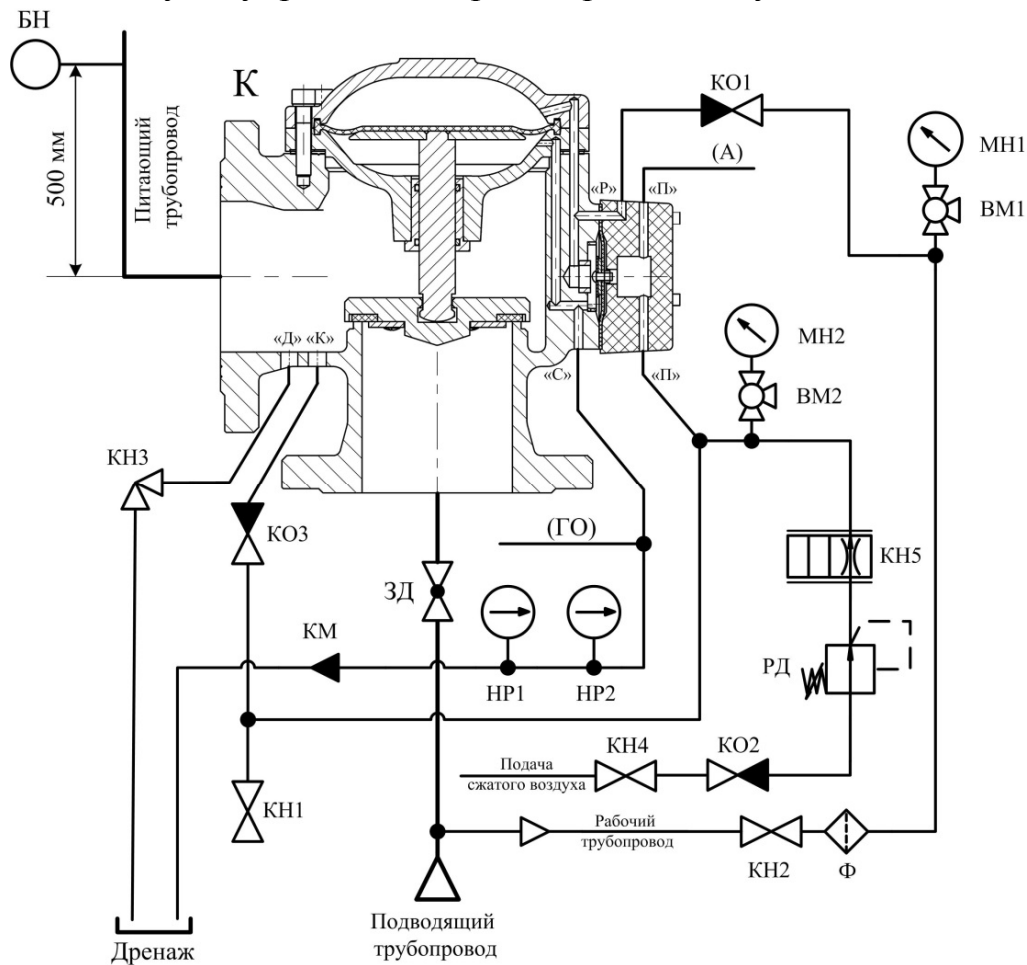 БН
К
500 мм
Питающий
трубопровод
КО1
МН1
(А)
«Р»
«П»
ВМ1
МН2
«Д»
«К»
«С»
«П»
ВМ2
КН3
КО3
(ГО)
КН5
ЗД
КМ
НР1
НР2
РД
Подача
сжатого воздуха
КН4
КО2
КН1
Рабочий
трубопровод
КН2
Ф
Подводящий
трубопровод
Дренаж